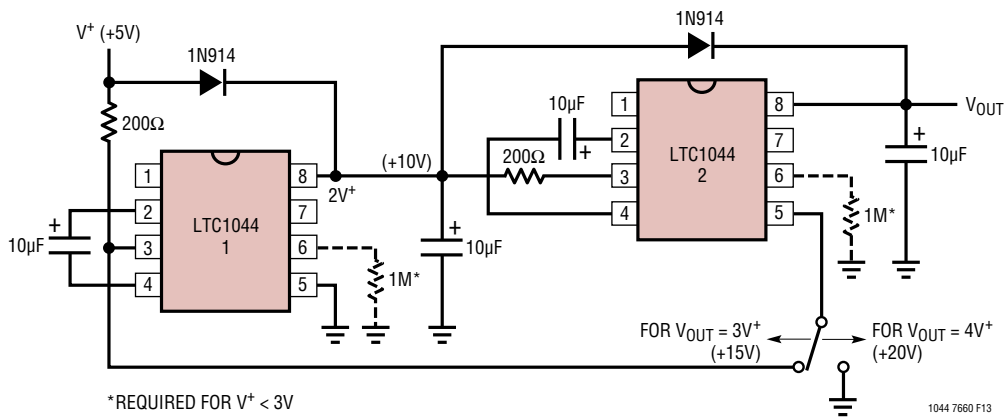 V+ (+5V)
1N914
200Ω
1
2
3
4
LTC1044
1
8
7
6
5
2V+
10µF
+
1M*
(+10V)
+
10µF
1N914
10µF
+
200Ω
1
2
3
4
LTC1044
2
8
7
6
5
VOUT
+
10µF
1M*
FOR VOUT = 3V+
(+15V)
FOR VOUT = 4V+
(+20V)
*REQUIRED FOR V+ < 3V
1044 7660 F13